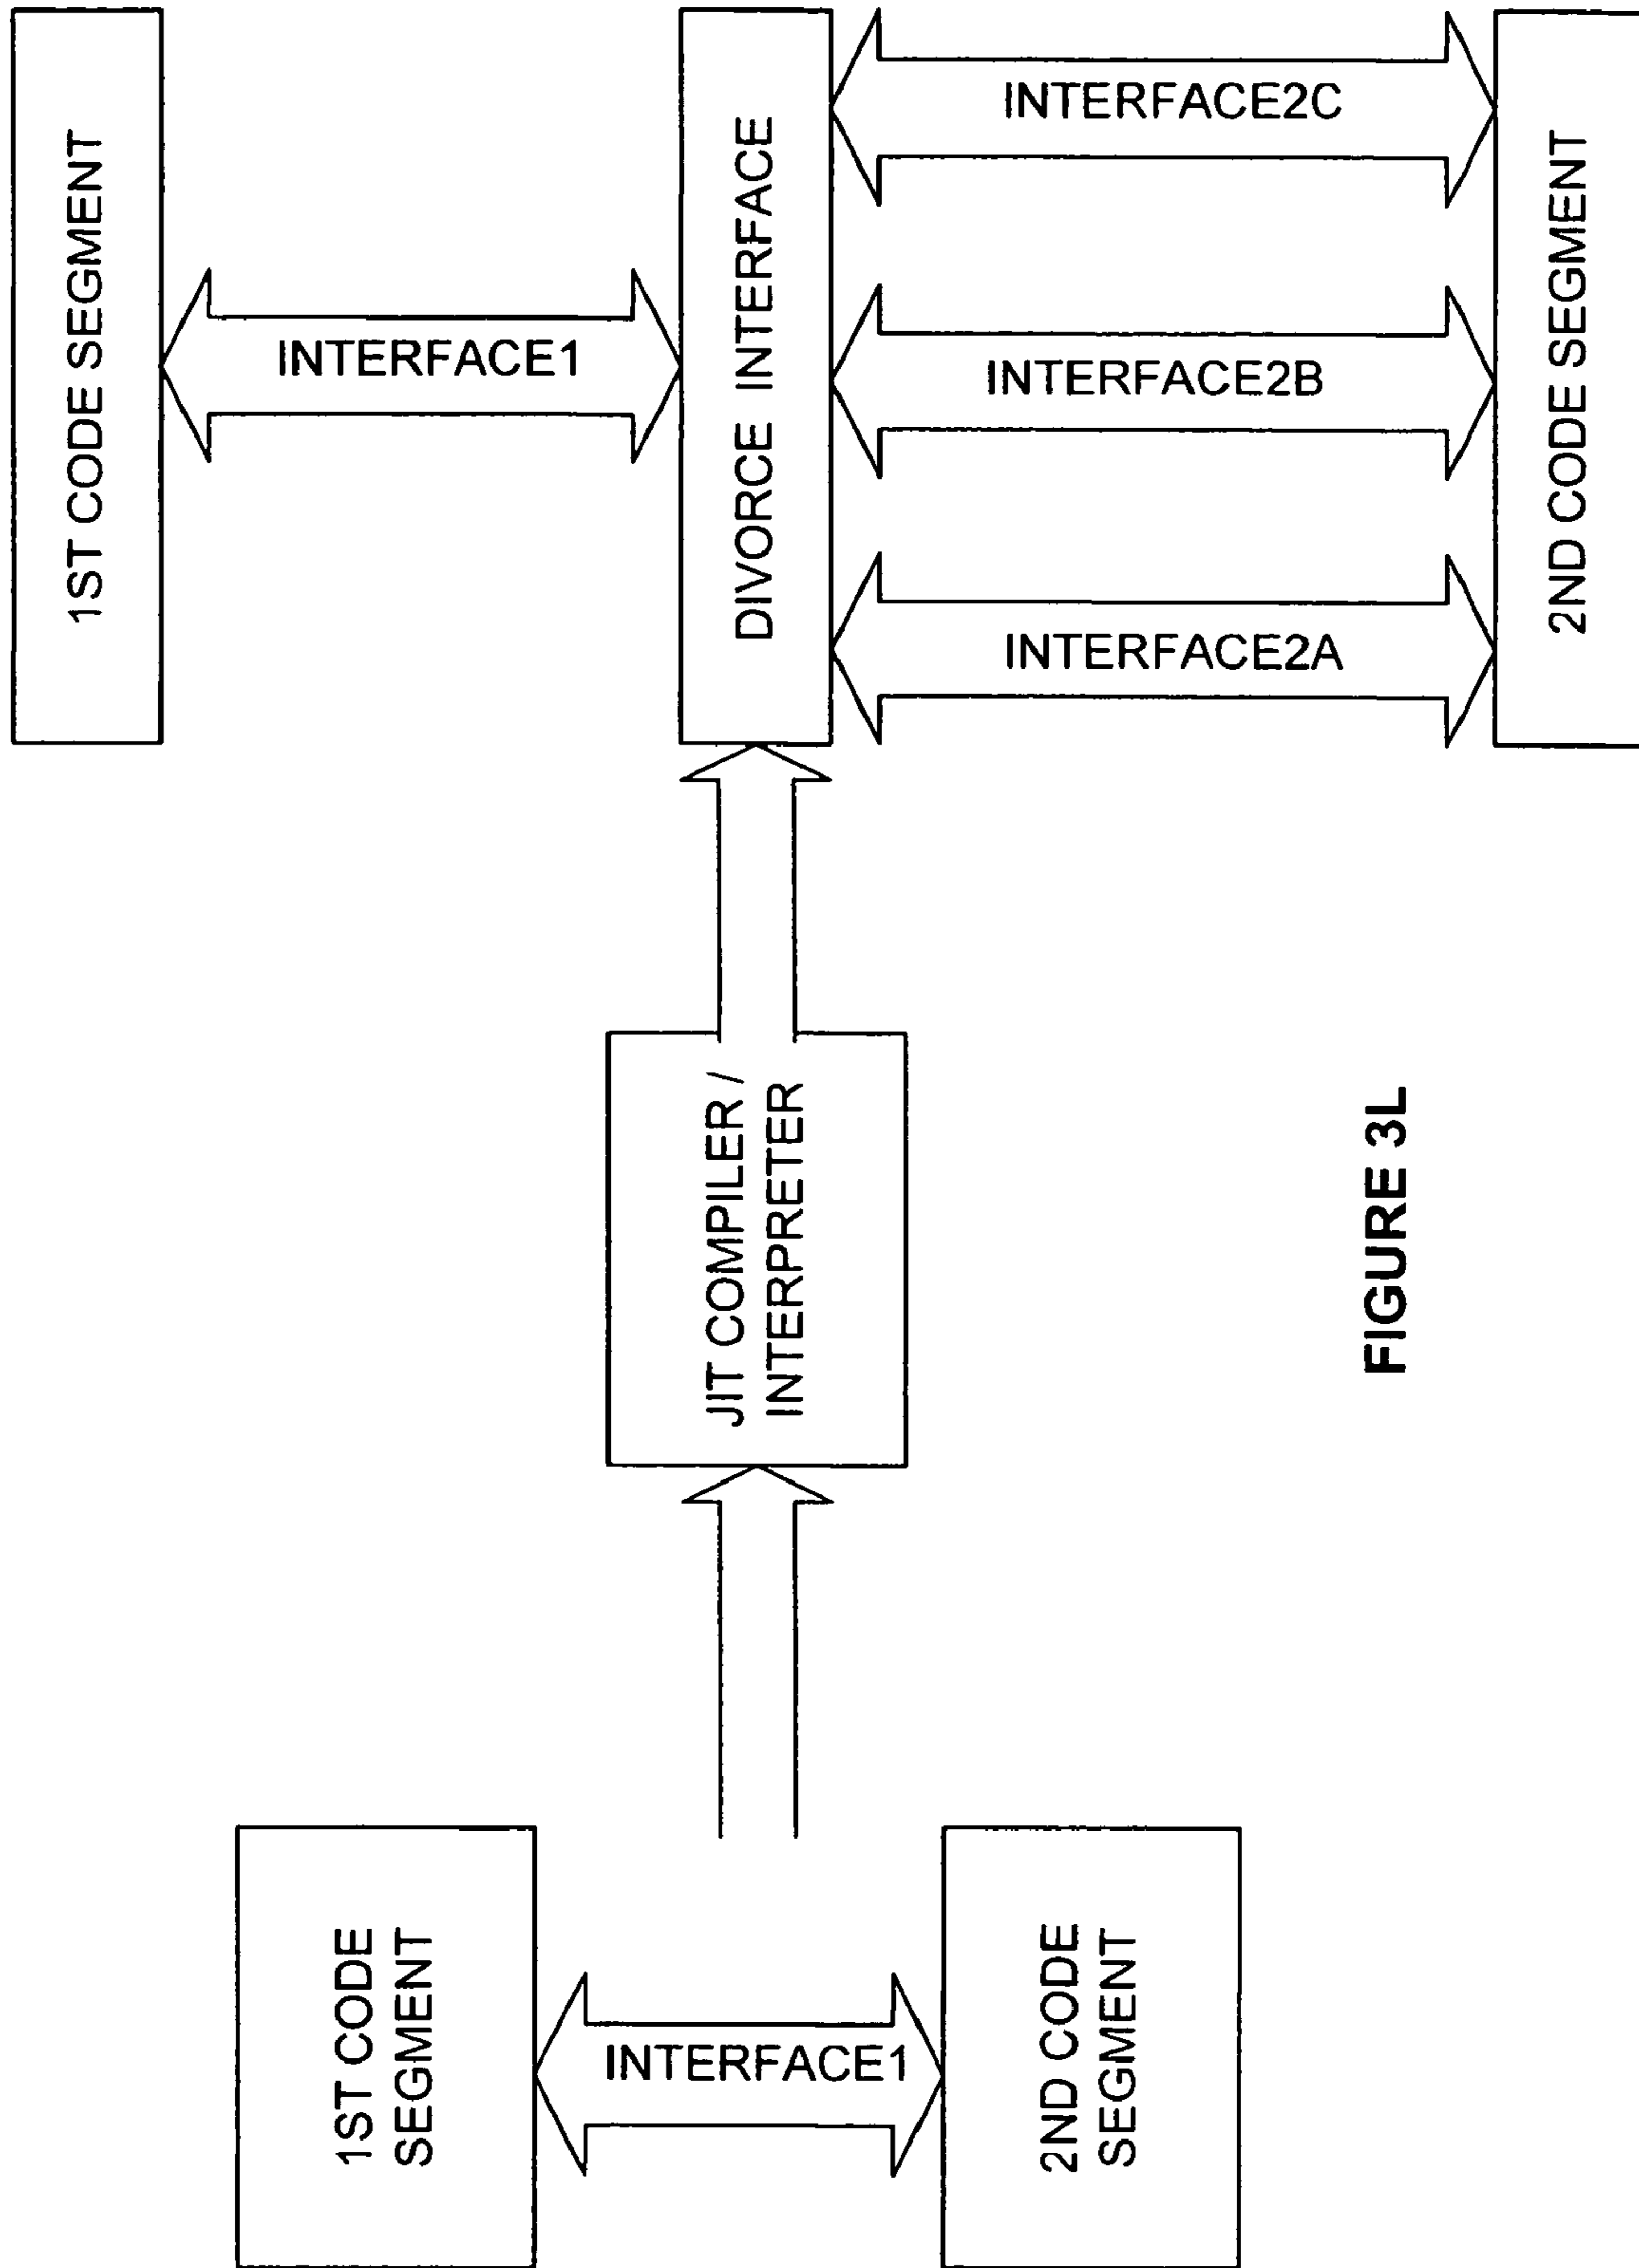 1ST CODE SEGMENT
INTERFACE1
DIVORCE INTERFACE
INTERFACE2A
INTERFACE2B
INTERFACE2C
2ND CODE SEGMENT
JIT COMPILER /
INTERPRETER
1ST CODE
SEGMENT
INTERFACE1
2ND CODE
SEGMENT
FIGURE 3L